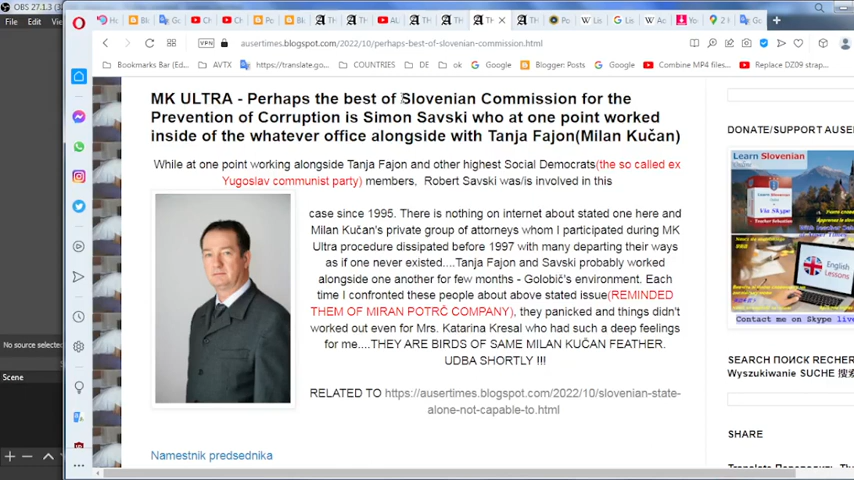 OBS 27.1.3
File Edit
ausertimes.blogspot.com/2022/10/perhaps-best-of-slovenian-commission.html
VPN
Bookmarks Bar
AVTX
https://translate.go...
COUNTRIES
DE
ok
Google
Blogger: Posts
Combine MP4 files...
Replace DZ09 strap...
MK ULTRA - Perhaps the best of Slovenian Commission for the
Prevention of Corruption is Simon Savski who at one point worked
inside of the whatever office alongside with Tanja Fajon(Milan Kučan)
While at one point working alongside Tanja Fajon and other highest Social Democrats(the so called ex
Yugoslav communist party) members, Robert Savski was/is involved in this
case since 1995. There is nothing on internet about stated one here and
Milan Kučan's private group of attorneys whom I participated during MK
Ultra procedure dissipated before 1997 with many departing their ways
as if one never existed....Tanja Fajon and Savski probably worked
alongside one another for few months - Golobič's environment. Each
time I confronted these people about above stated issue(REMINDED
THEM OF MIRAN POTRČ COMPANY), they panicked and things didn't
worked out even for Mrs. Katarina Kresal who had such a deep feelings
for me....THEY ARE BIRDS OF SAME MILAN KUČAN FEATHER.
UDBA SHORTLY !!!
RELATED TO https://ausertimes.blogspot.com/2022/10/slovenian-state-
alone-not-capable-to.html
Namestnik predsednika
DONATE/SUPPORT AUSE
Learn Slovenian
Via Skype
English
Lessons
Contact me on Skype live
SEARCH ПОИСК RECHER
Wyszukiwanie SUCHE 搜索
SHARE
No source selected
Scene